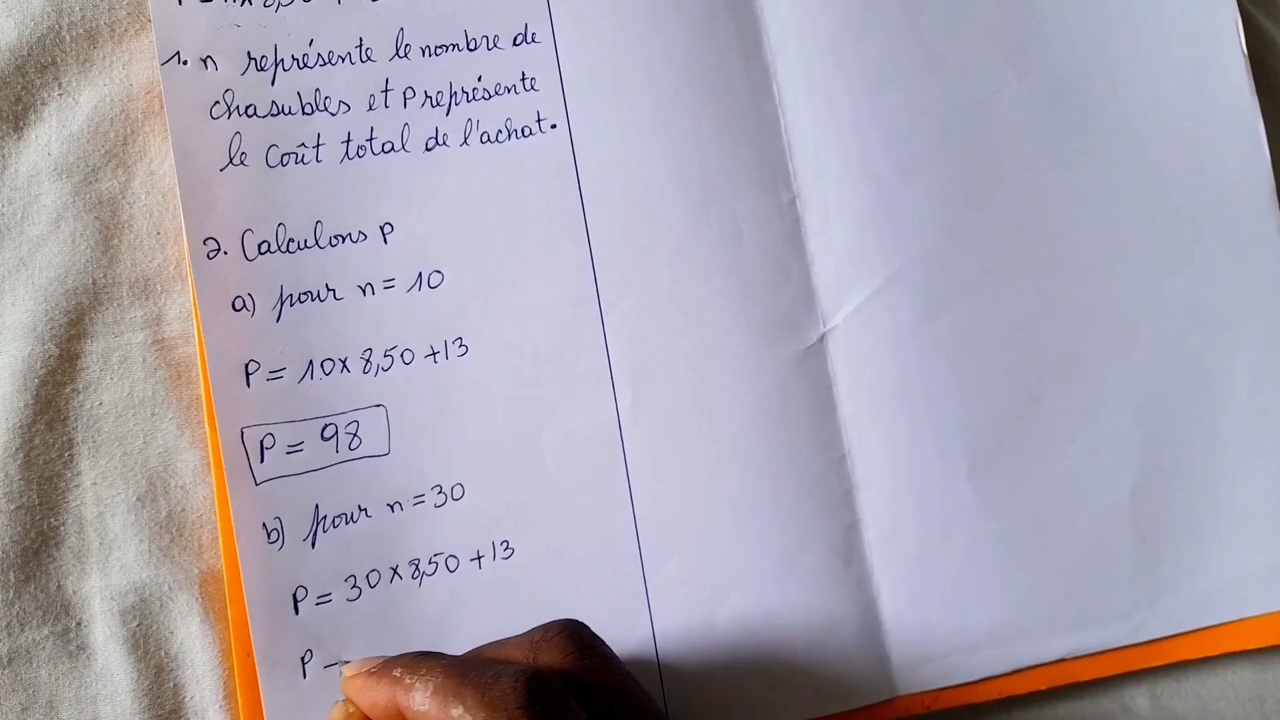 1. n représente le nombre de
chasubles et P représente
le coût total de l'achat.
2. Calculons P
a) pour n = 10
P = 10 x 8,50 + 13
P = 98
b) pour n = 30
P = 30 x 8,50 + 13
P